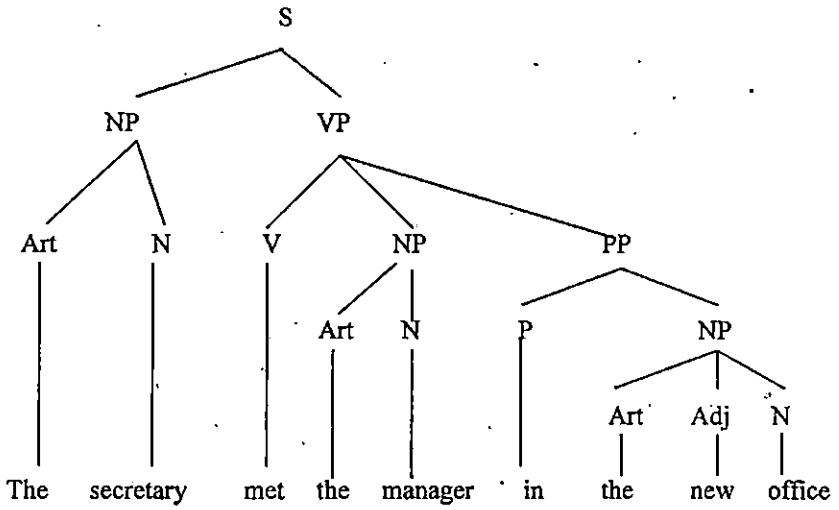 S
NP VP
Art N V NP PP
Art N P NP
Art Adj N
The secretary met the manager in the new office